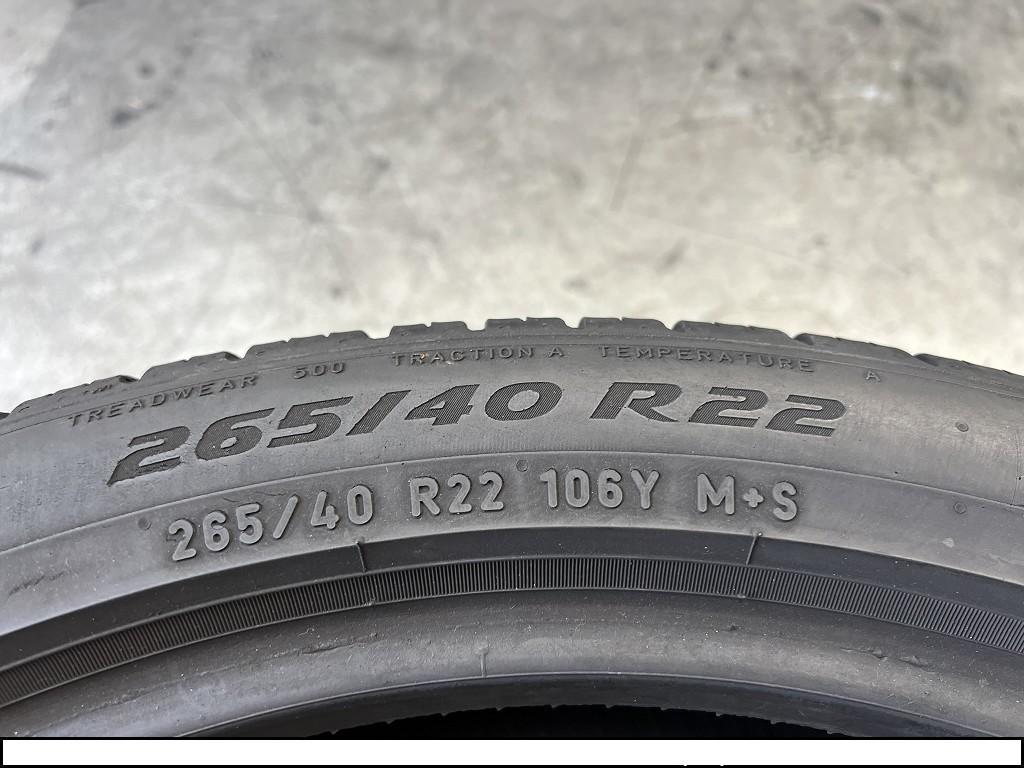 TREADWEAR 500 TRACTION A TEMPERATURE A
265/40 R22
265/40 R22 106Y M+S